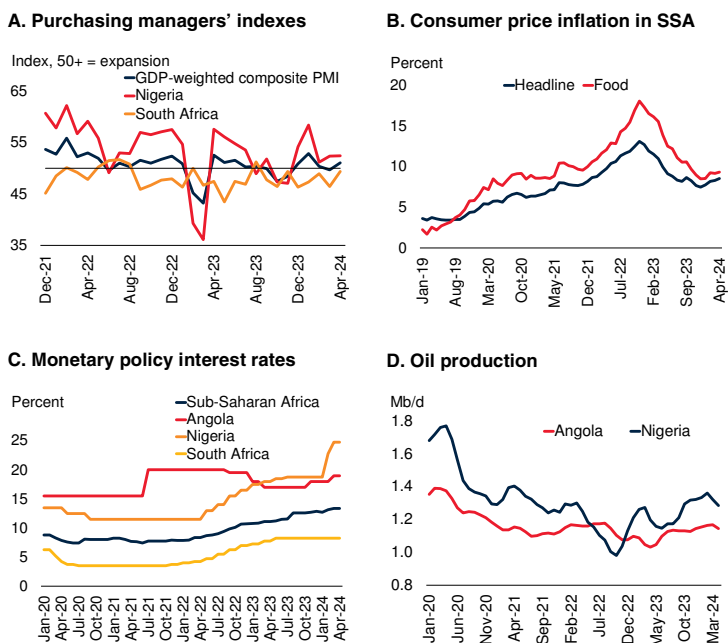 A. Purchasing managers' indexes
Index, 50+ = expansion
GDP-weighted composite PMI
Nigeria
South Africa
65
55
45
35
Dec-21
Apr-22
Aug-22
Dec-22
Apr-23
Aug-23
Dec-23
Apr-24
B. Consumer price inflation in SSA
Percent
Headline
Food
20
15
10
5
0
Jan-19
Aug-19
Mar-20
Oct-20
May-21
Dec-21
Jul-22
Feb-23
Sep-23
Apr-24
C. Monetary policy interest rates
Percent
Sub-Saharan Africa
Angola
Nigeria
South Africa
25
20
15
10
5
0
Jan-20
Apr-20
Jul-20
Oct-20
Jan-21
Apr-21
Jul-21
Oct-21
Jan-22
Apr-22
Jul-22
Oct-22
Jan-23
Apr-23
Jul-23
Oct-23
Jan-24
Apr-24
D. Oil production
Mb/d
Angola
Nigeria
1.8
1.6
1.4
1.2
1.0
0.8
Jan-20
Jun-20
Nov-20
Apr-21
Sep-21
Feb-22
Jul-22
Dec-22
May-23
Oct-23
Mar-24